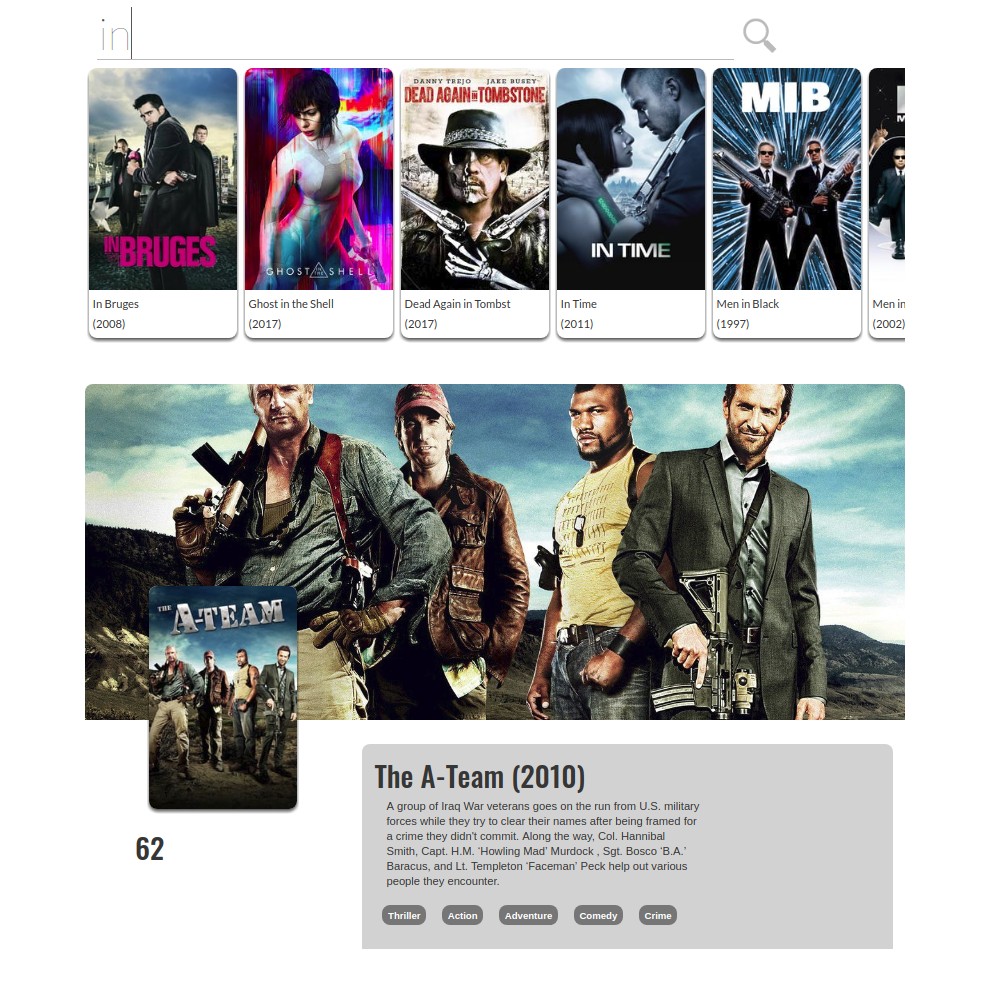 in
DANNY TREJO JAKE BUSEY
DEAD AGAIN IN TOMBSTONE
MIB
IN BRUGES
GHOST IN THE SHELL
IN TIME
In Bruges
(2008)
Ghost in the Shell
(2017)
Dead Again in Tombst
(2017)
In Time
(2011)
Men in Black
(1997)
Men in
(2002)
THE A-TEAM
The A-Team (2010)
A group of Iraq War veterans goes on the run from U.S. military
forces while they try to clear their names after being framed for
a crime they didn't commit. Along the way, Col. Hannibal
Smith, Capt. H.M. ‘Howling Mad’ Murdock , Sgt. Bosco ‘B.A.’
Baracus, and Lt. Templeton ‘Faceman’ Peck help out various
people they encounter.
62
Thriller Action Adventure Comedy Crime